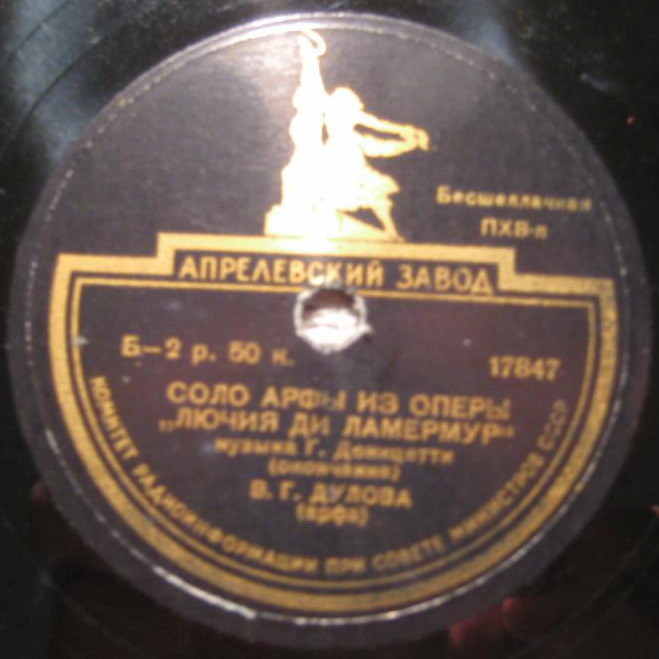 Бесшеллачная
ПХВ-п
АПРЕЛЕВСКИЙ ЗАВОД
Б—2 р. 50 к.
17847
СОЛО АРФЫ ИЗ ОПЕРЫ
„ЛЮЧИЯ ДИ ЛАМЕРМУР“
музыка Г. Доницетти
(окончание)
В. Г. ДУЛОВА
(арфа)
КОМИТЕТ РАДИОИНФОРМАЦИИ ПРИ СОВЕТЕ МИНИСТРОВ СССР